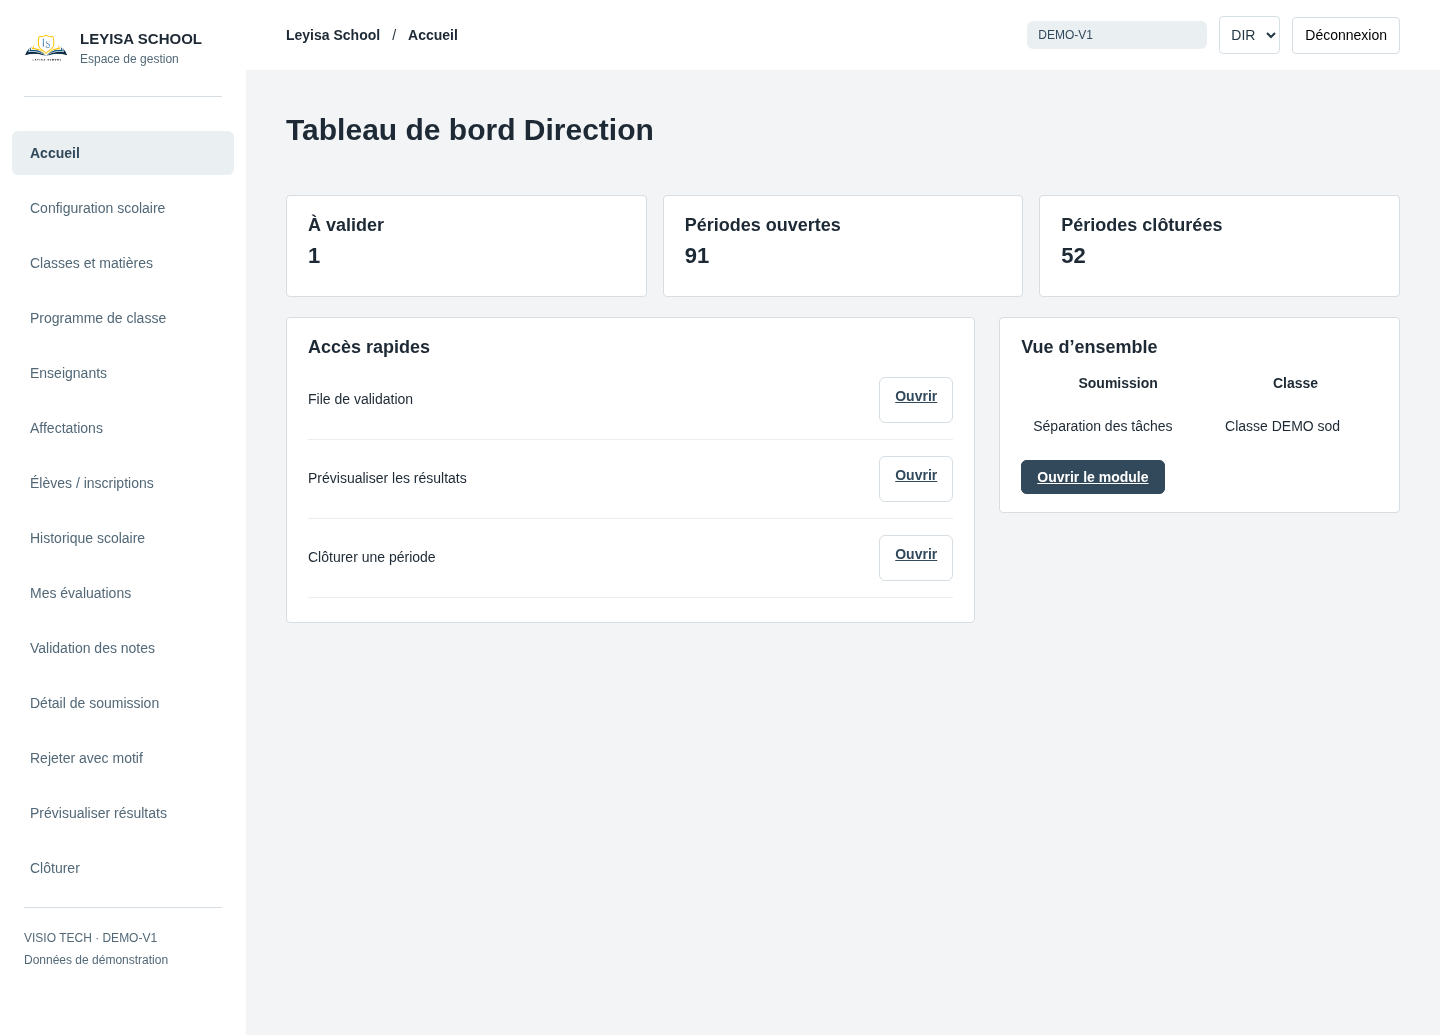 LEYISA SCHOOL
Espace de gestion
Accueil
Configuration scolaire
Classes et matières
Programme de classe
Enseignants
Affectations
Élèves / inscriptions
Historique scolaire
Mes évaluations
Validation des notes
Détail de soumission
Rejeter avec motif
Prévisualiser résultats
Clôturer
VISIO TECH · DEMO-V1
Données de démonstration
Leyisa School / Accueil
DEMO-V1
DIR
Déconnexion
Tableau de bord Direction
À valider
1
Périodes ouvertes
91
Périodes clôturées
52
Accès rapides
File de validation
Ouvrir
Prévisualiser les résultats
Ouvrir
Clôturer une période
Ouvrir
Vue d’ensemble
Soumission Classe
Séparation des tâches Classe DEMO sod
Ouvrir le module